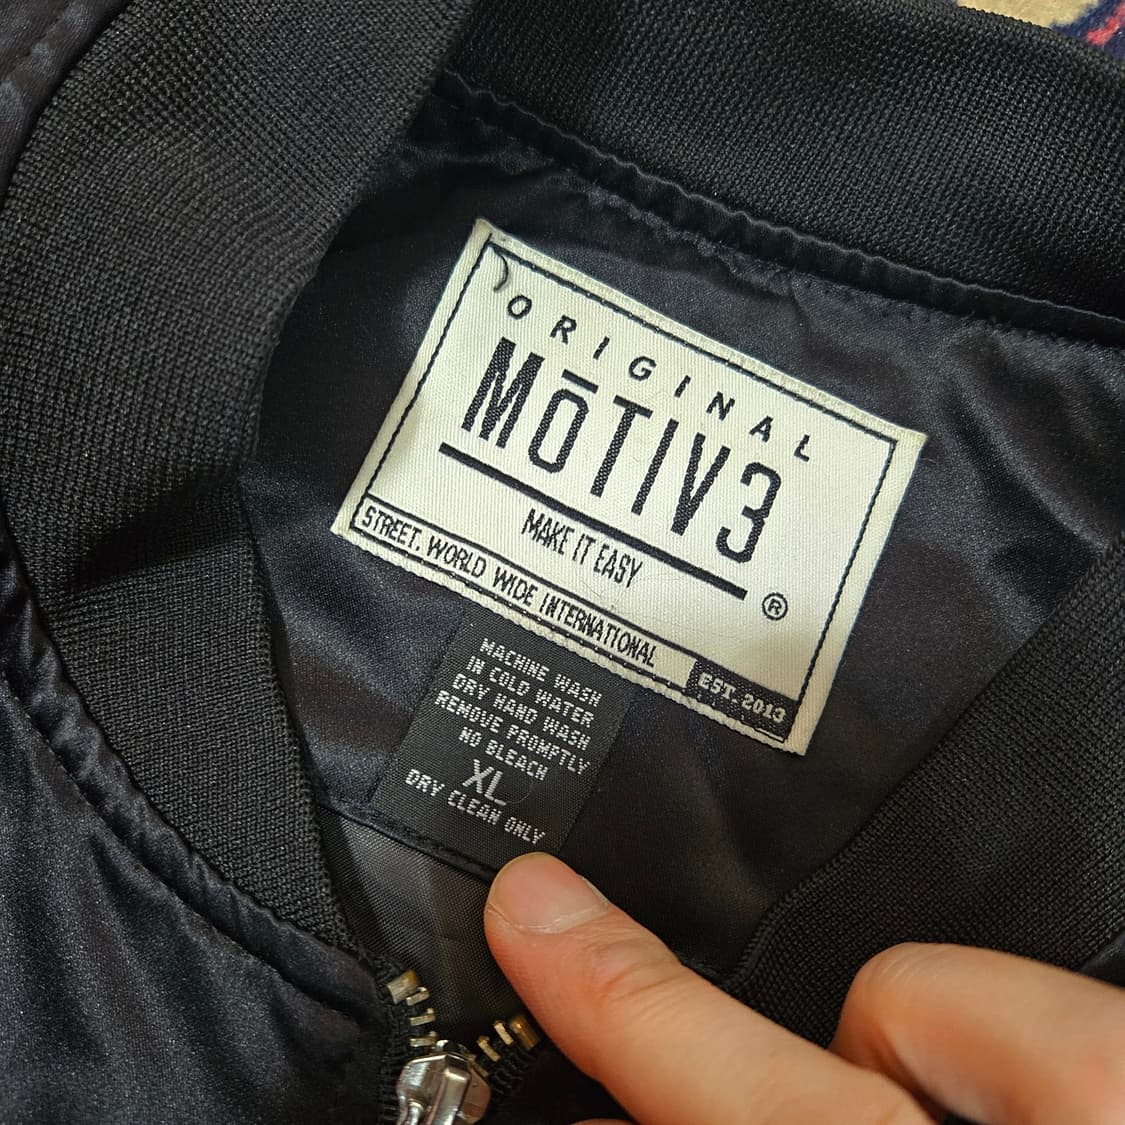 ORIGINAL
MŌTIV3
MAKE IT EASY
®
STREET. WORLD WIDE INTERNATIONAL
EST. 2013
MACHINE WASH
IN COLD WATER
DRY HAND WASH
REMOVE PROMPTLY
NO BLEACH
XL
DRY CLEAN ONLY